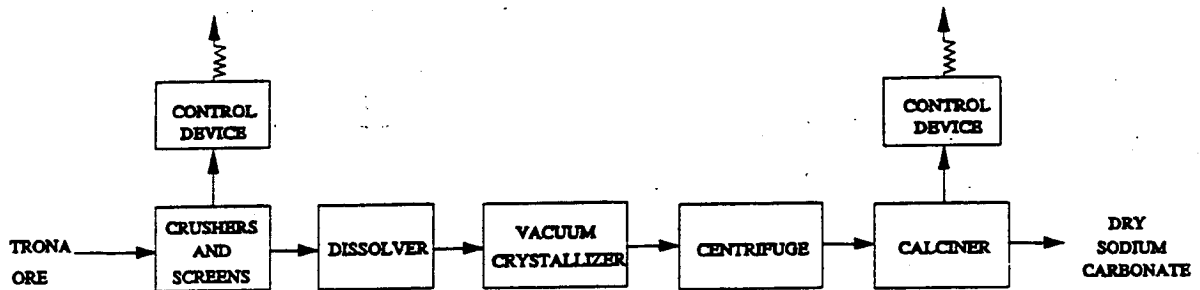 CONTROL
DEVICE
CONTROL
DEVICE
TRONA
ORE
CRUSHERS
AND
SCREENS
DISSOLVER
VACUUM
CRYSTALLIZER
CENTRIFUGE
CALCINER
DRY
SODIUM
CARBONATE